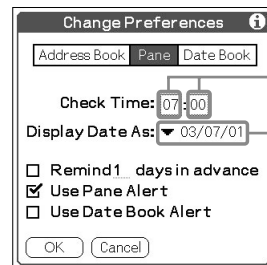 Change Preferences i
Address Book Pane Date Book
Check Time: 07:00
Display Date As: 03/07/01
Remind 1 days in advance
Use Pane Alert
Use Date Book Alert
OK Cancel